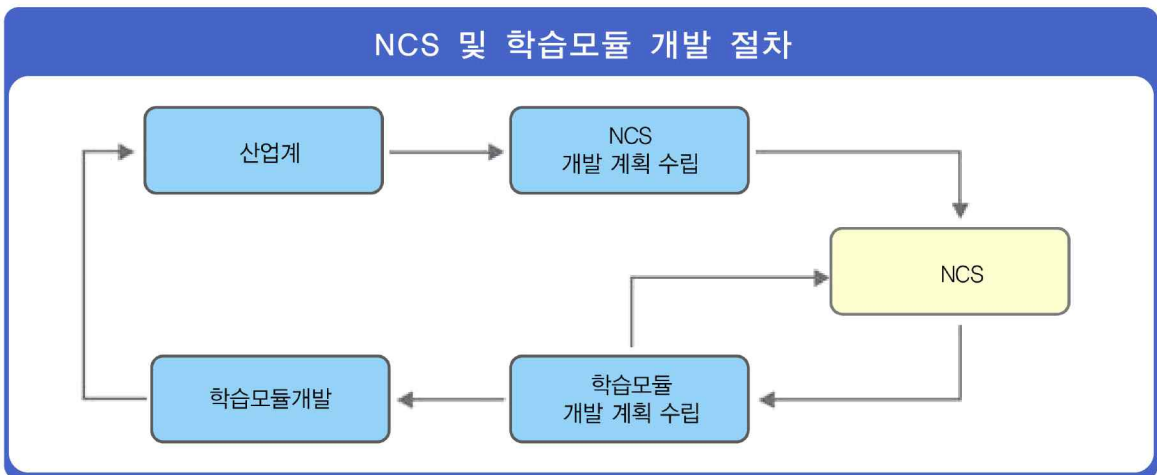 NCS 및 학습모듈 개발 절차
산업계
NCS
개발 계획 수립
NCS
학습모듈개발
학습모듈
개발 계획 수립